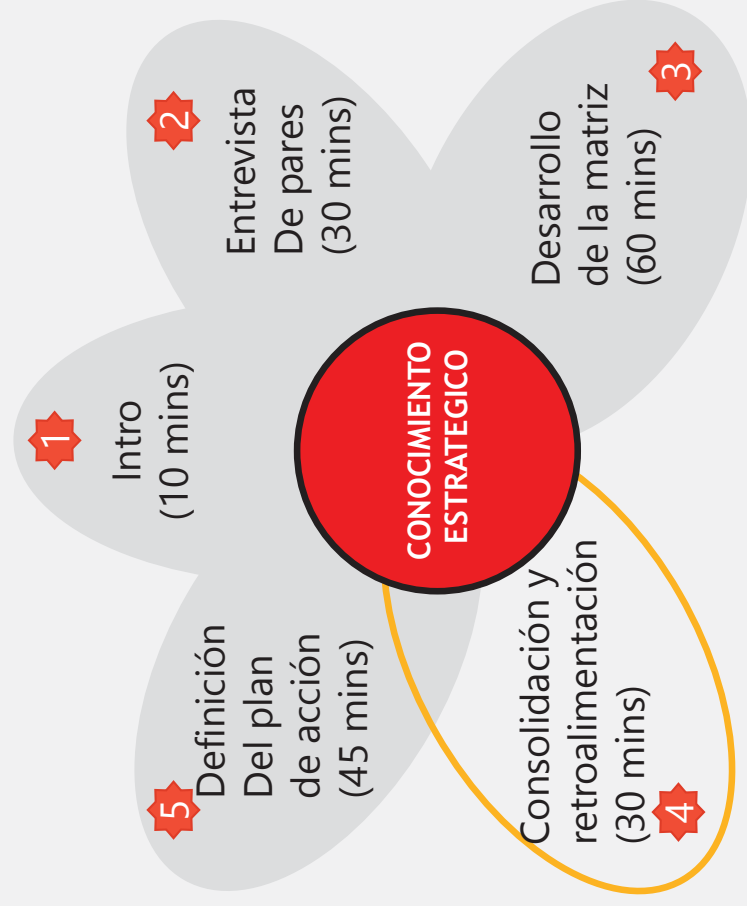 1
Intro
(10 mins)
2
Entrevista
De pares
(30 mins)
3
Desarrollo
de la matriz
(60 mins)
4
Consolidación y
retroalimentación
(30 mins)
5
Definición
Del plan
de acción
(45 mins)
CONOCIMIENTO
ESTRATEGICO